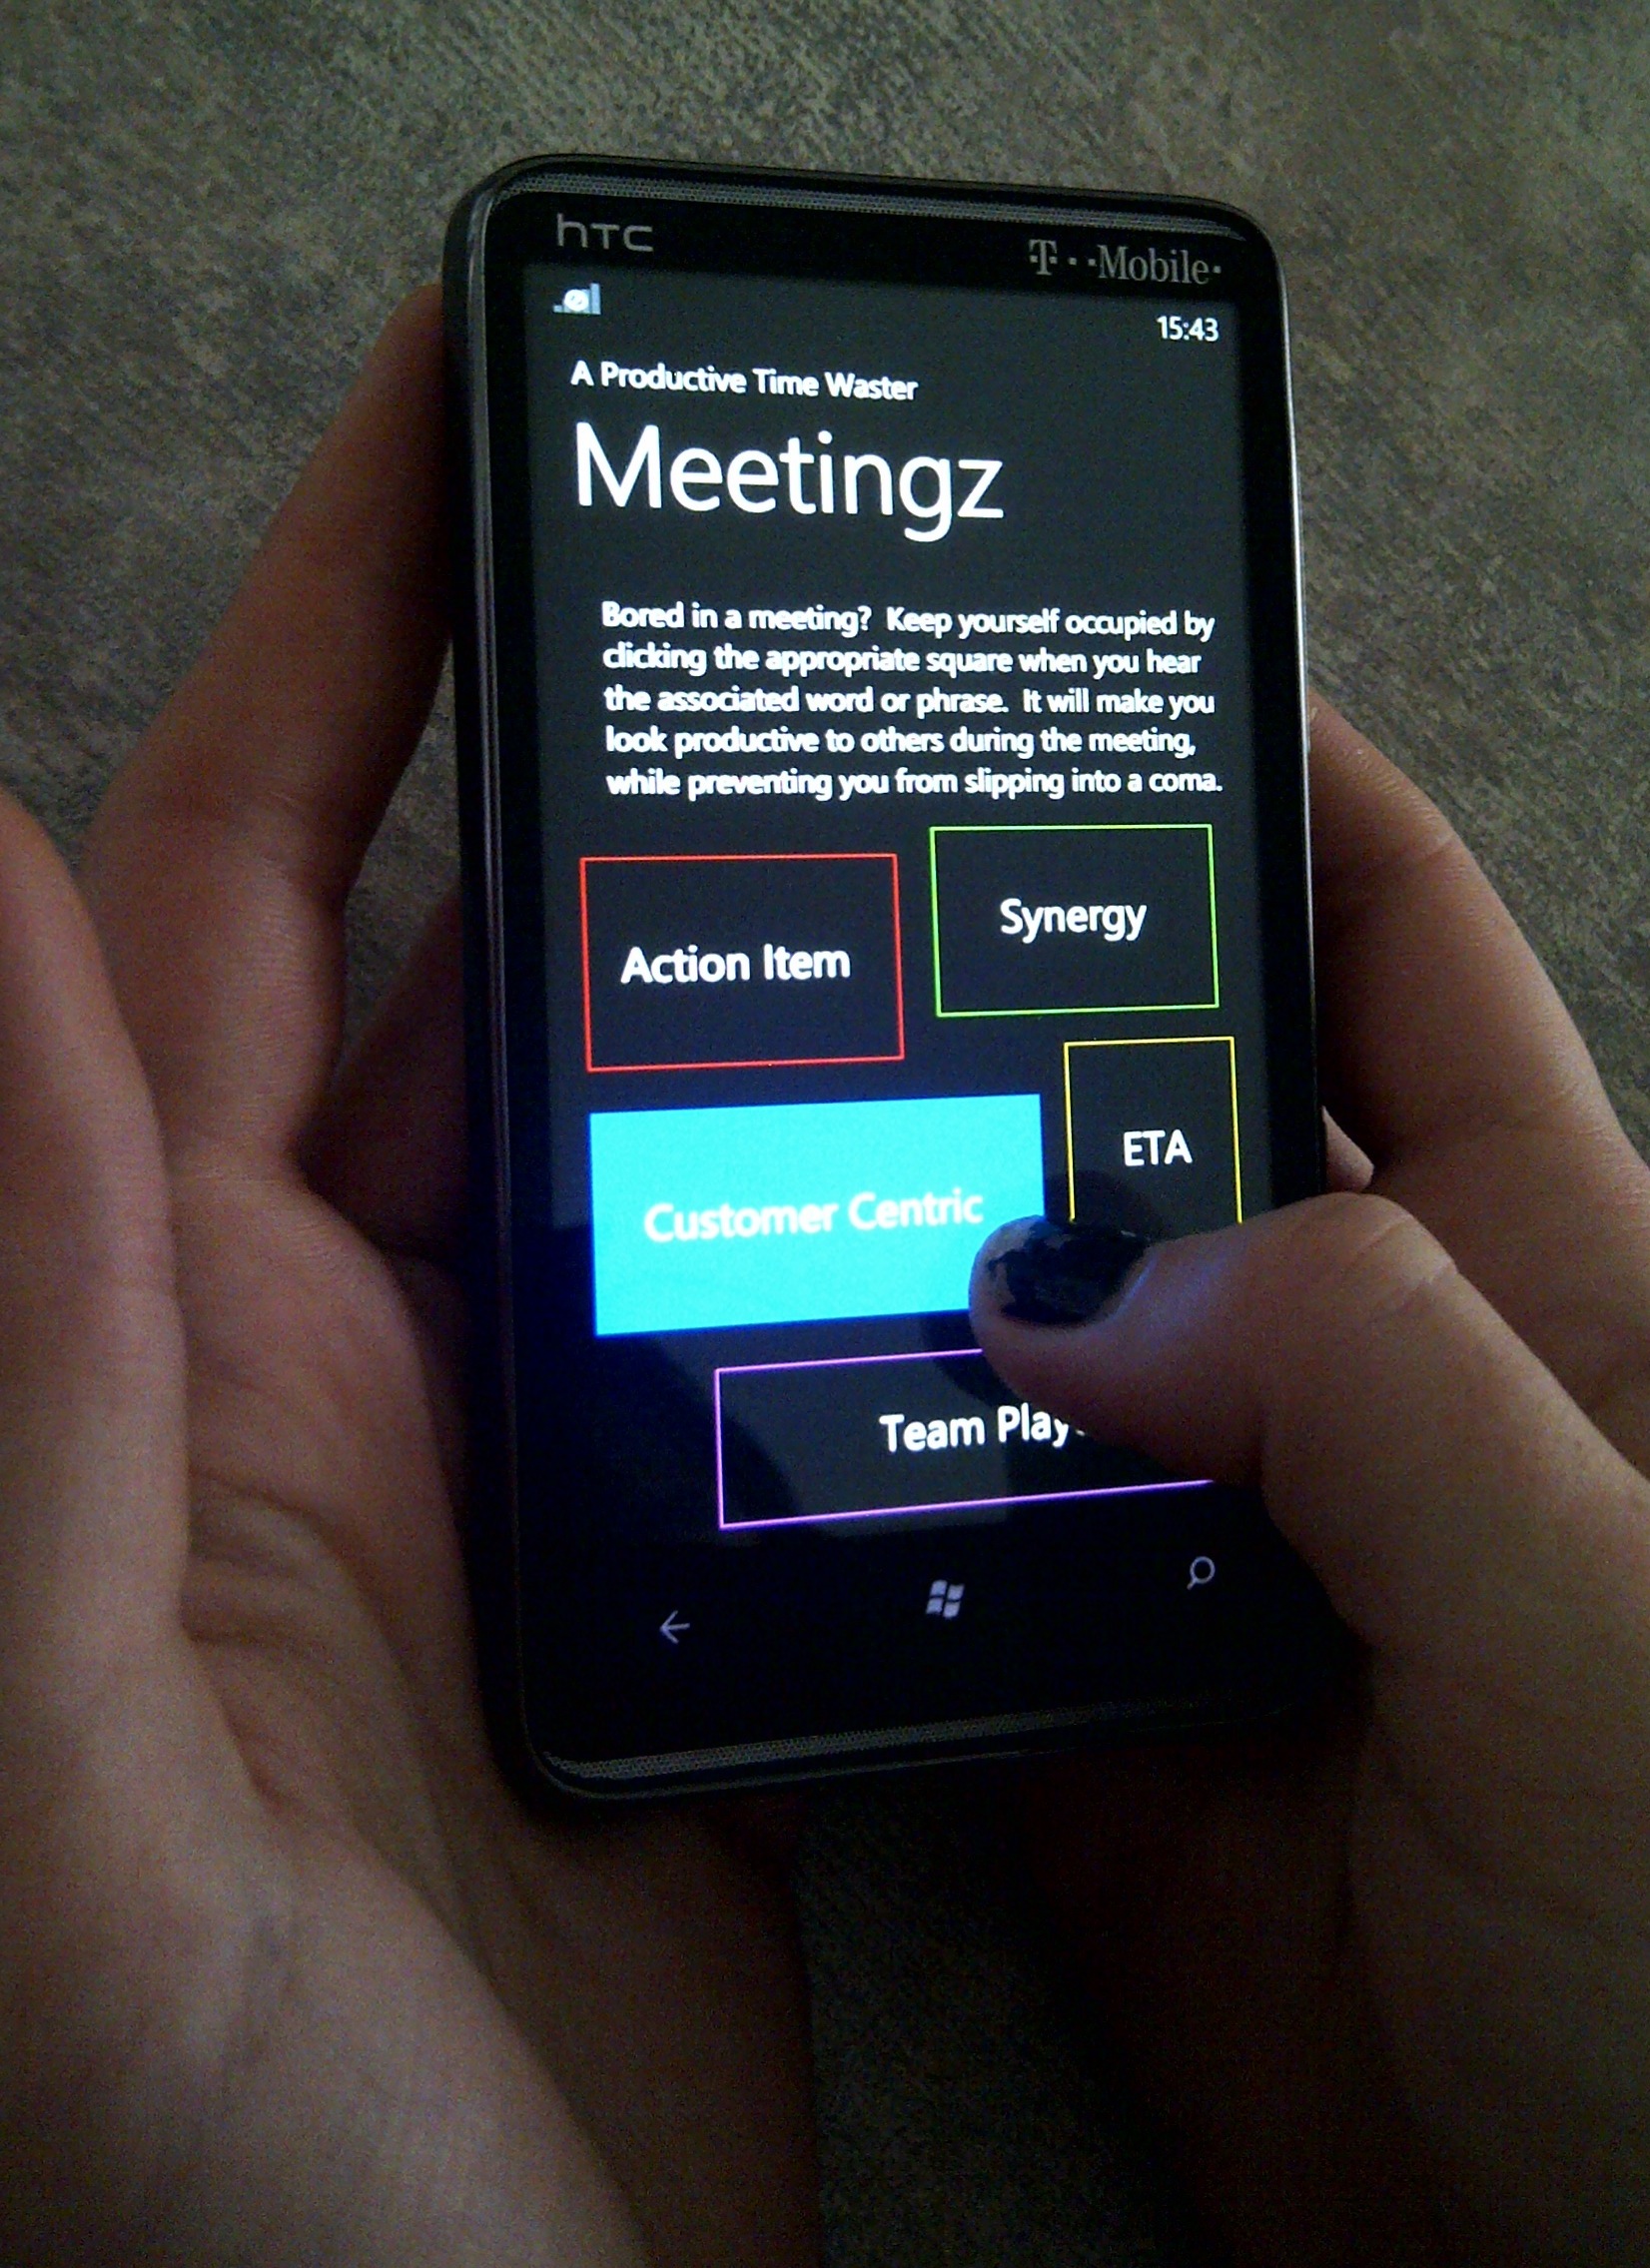 hTC
T··Mobile·
15:43
A Productive Time Waster
Meetingz
Bored in a meeting?  Keep yourself occupied by
clicking the appropriate square when you hear
the associated word or phrase.  It will make you
look productive to others during the meeting,
while preventing you from slipping into a coma.
Action Item
Synergy
Customer Centric
ETA
Team